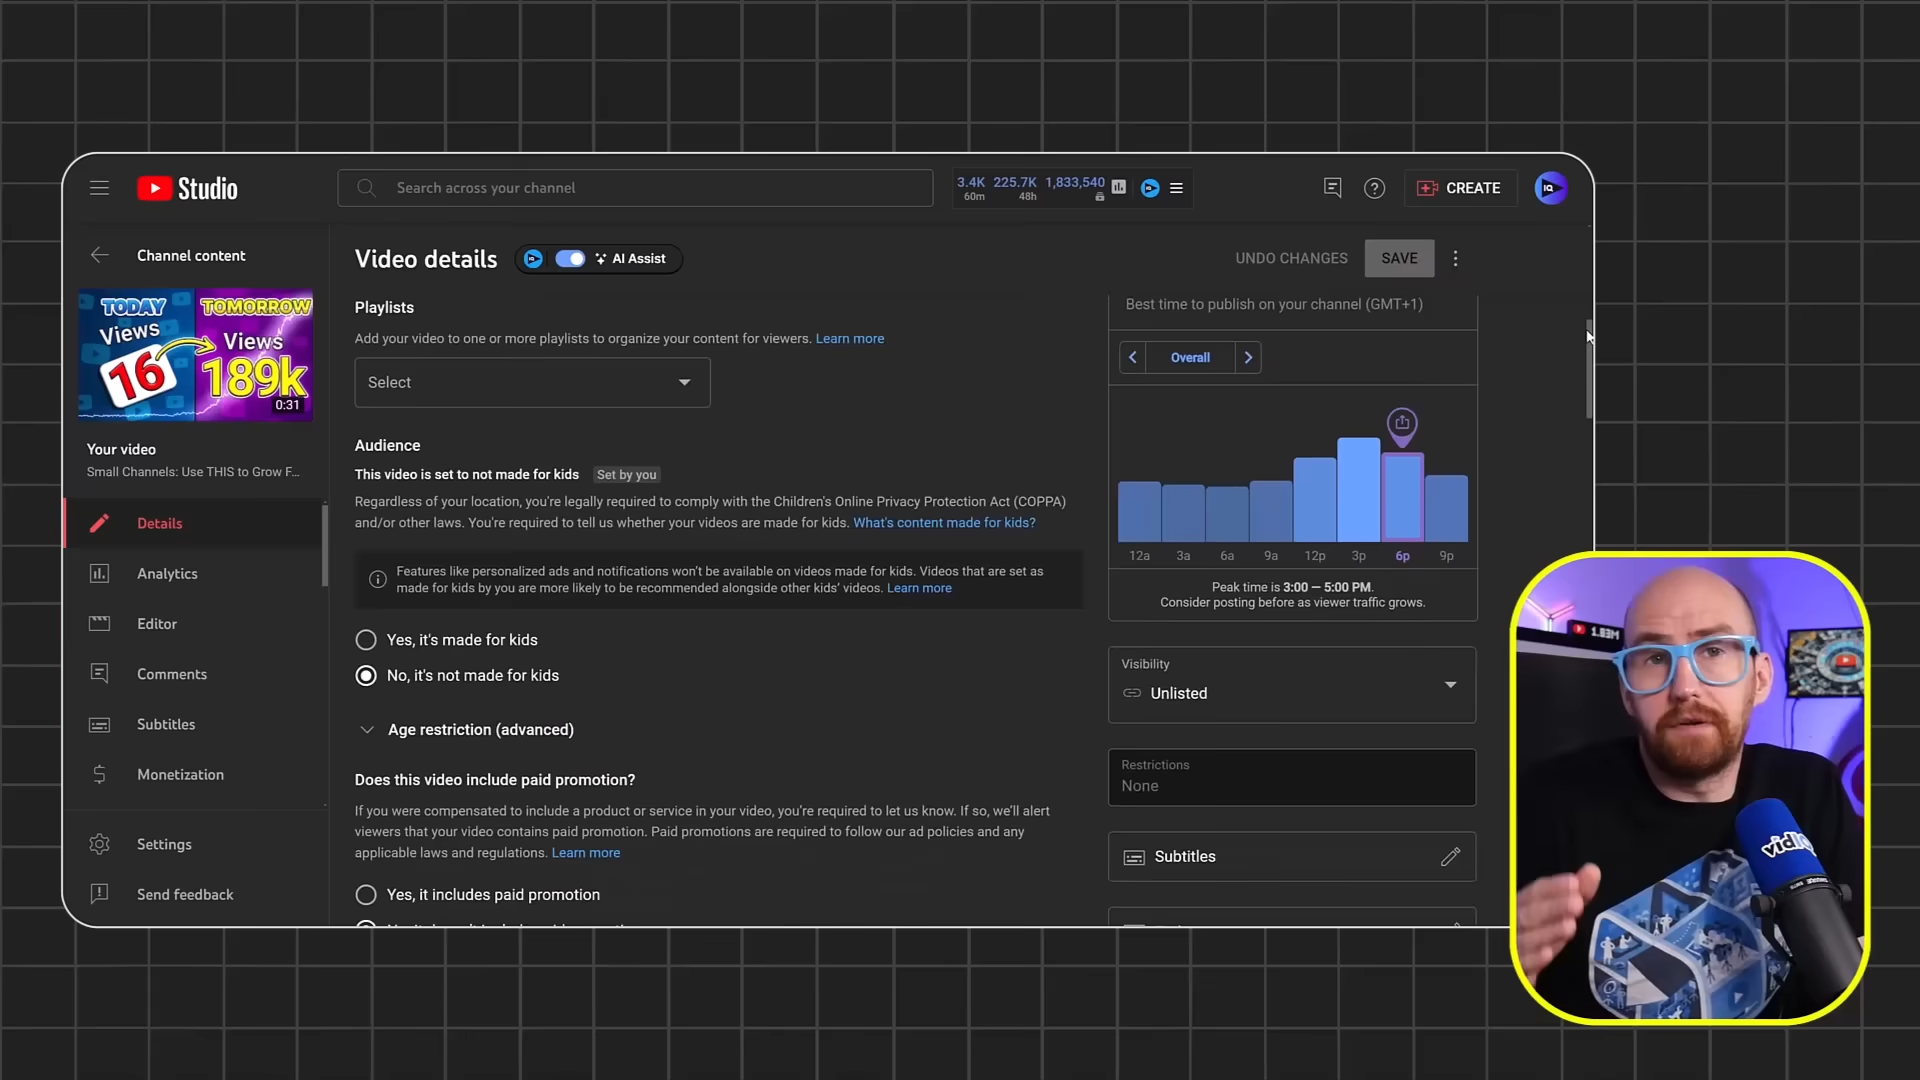 Studio
Search across your channel
3.4K 225.7K 1,833,540
60m 48h
CREATE
IQ
Channel content
Video details
AI Assist
UNDO CHANGES
SAVE
TODAY
Views
16
TOMORROW
Views
189k
0:31
Your video
Small Channels: Use THIS to Grow F...
Details
Analytics
Editor
Comments
Subtitles
Monetization
Settings
Send feedback
Playlists
Add your video to one or more playlists to organize your content for viewers. Learn more
Select
Audience
This video is set to not made for kids Set by you
Regardless of your location, you're legally required to comply with the Children's Online Privacy Protection Act (COPPA)
and/or other laws. You're required to tell us whether your videos are made for kids. What's content made for kids?
Features like personalized ads and notifications won't be available on videos made for kids. Videos that are set as
made for kids by you are more likely to be recommended alongside other kids' videos. Learn more
Yes, it's made for kids
No, it's not made for kids
Age restriction (advanced)
Does this video include paid promotion?
If you were compensated to include a product or service in your video, you're required to let us know. If so, we'll alert
viewers that your video contains paid promotion. Paid promotions are required to follow our ad policies and any
applicable laws and regulations. Learn more
Yes, it includes paid promotion
Best time to publish on your channel (GMT+1)
Overall
12a 3a 6a 9a 12p 3p 6p 9p
Peak time is 3:00 — 5:00 PM.
Consider posting before as viewer traffic grows.
Visibility
Unlisted
Restrictions
None
Subtitles
1.83M
vidIQ